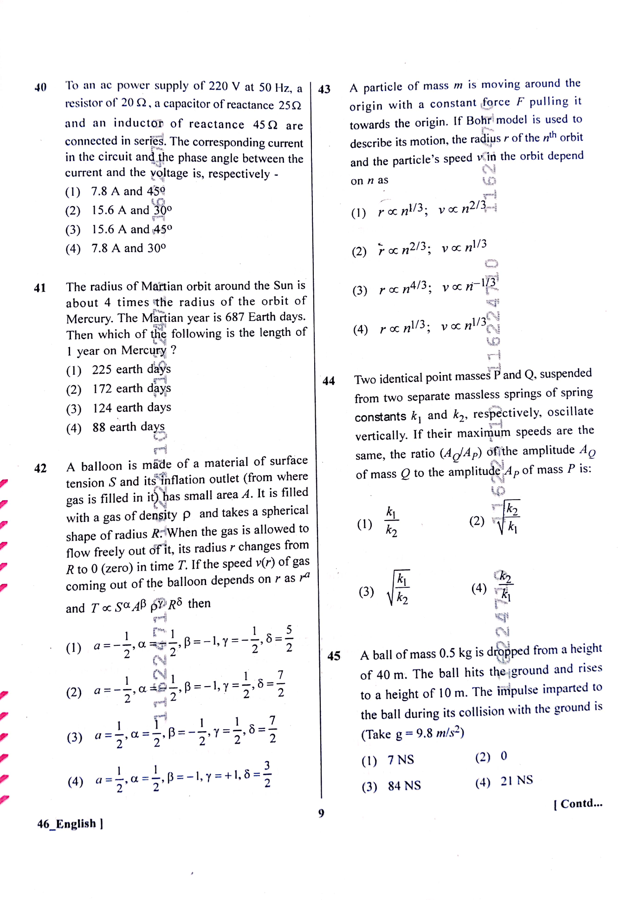 40 To an ac power supply of 220 V at 50 Hz, a
resistor of 20 Ω, a capacitor of reactance 25Ω
and an inductor of reactance 45 Ω are
connected in series. The corresponding current
in the circuit and the phase angle between the
current and the voltage is, respectively -
(1) 7.8 A and 45º
(2) 15.6 A and 30º
(3) 15.6 A and 45º
(4) 7.8 A and 30º
41 The radius of Martian orbit around the Sun is
about 4 times the radius of the orbit of
Mercury. The Martian year is 687 Earth days.
Then which of the following is the length of
1 year on Mercury ?
(1) 225 earth days
(2) 172 earth days
(3) 124 earth days
(4) 88 earth days
42 A balloon is made of a material of surface
tension S and its inflation outlet (from where
gas is filled in it) has small area A. It is filled
with a gas of density ρ and takes a spherical
shape of radius R. When the gas is allowed to
flow freely out of it, its radius r changes from
R to 0 (zero) in time T. If the speed v(r) of gas
coming out of the balloon depends on r as rᵃ
and T ∝ S^α A^β ρ^γ R^δ then
(1) a = -1/2, α = -1/2, β = -1, γ = -1/2, δ = 5/2
(2) a = -1/2, α = -1/2, β = -1, γ = 1/2, δ = 7/2
(3) a = 1/2, α = 1/2, β = -1/2, γ = 1/2, δ = 7/2
(4) a = 1/2, α = 1/2, β = -1, γ = +1, δ = 3/2
46_English ]
43 A particle of mass m is moving around the
origin with a constant force F pulling it
towards the origin. If Bohr model is used to
describe its motion, the radius r of the nᵗʰ orbit
and the particle's speed v in the orbit depend
on n as
(1) r ∝ n^1/3; v ∝ n^2/3
(2) r ∝ n^2/3; v ∝ n^1/3
(3) r ∝ n^4/3; v ∝ n^-1/3
(4) r ∝ n^1/3; v ∝ n^1/3
44 Two identical point masses P and Q, suspended
from two separate massless springs of spring
constants k₁ and k₂, respectively, oscillate
vertically. If their maximum speeds are the
same, the ratio (A_Q/A_P) of the amplitude A_Q
of mass Q to the amplitude A_P of mass P is:
(1) k₁/k₂ (2) √(k₂/k₁)
(3) √(k₁/k₂) (4) k₂/k₁
45 A ball of mass 0.5 kg is dropped from a height
of 40 m. The ball hits the ground and rises
to a height of 10 m. The impulse imparted to
the ball during its collision with the ground is
(Take g = 9.8 m/s²)
(1) 7 NS (2) 0
(3) 84 NS (4) 21 NS
[ Contd...
9